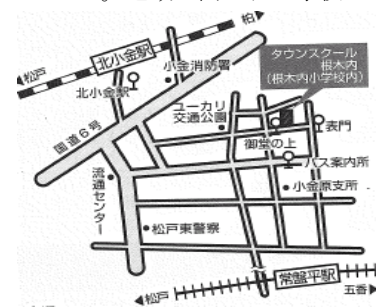 柏
北小金駅
松戸
小金消防署
北小金駅
タウンスクール
根木内
(根木内小学校内)
ユーカリ
交通公園
国道6号
表門
御堂の上
バス案内所
流通センター
小金原支所
松戸東警察
常盤平駅
松戸
五香